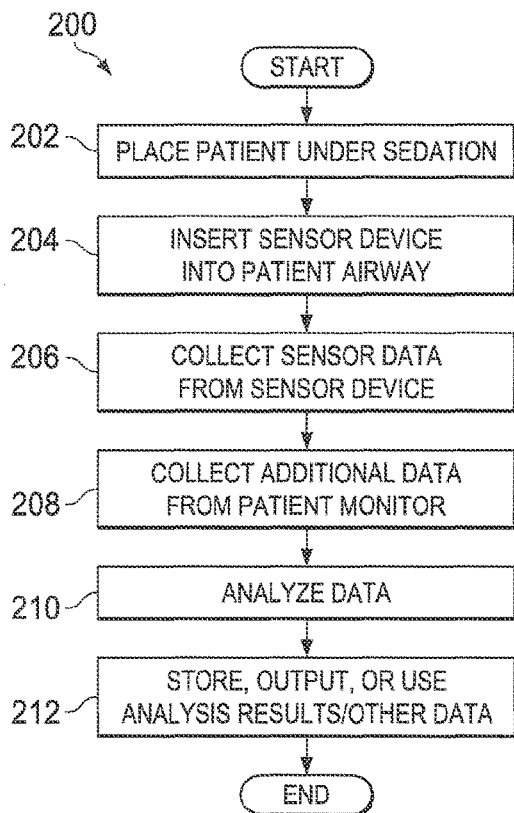 200
START
202
PLACE PATIENT UNDER SEDATION
204
INSERT SENSOR DEVICE
INTO PATIENT AIRWAY
206
COLLECT SENSOR DATA
FROM SENSOR DEVICE
208
COLLECT ADDITIONAL DATA
FROM PATIENT MONITOR
210
ANALYZE DATA
212
STORE, OUTPUT, OR USE
ANALYSIS RESULTS/OTHER DATA
END